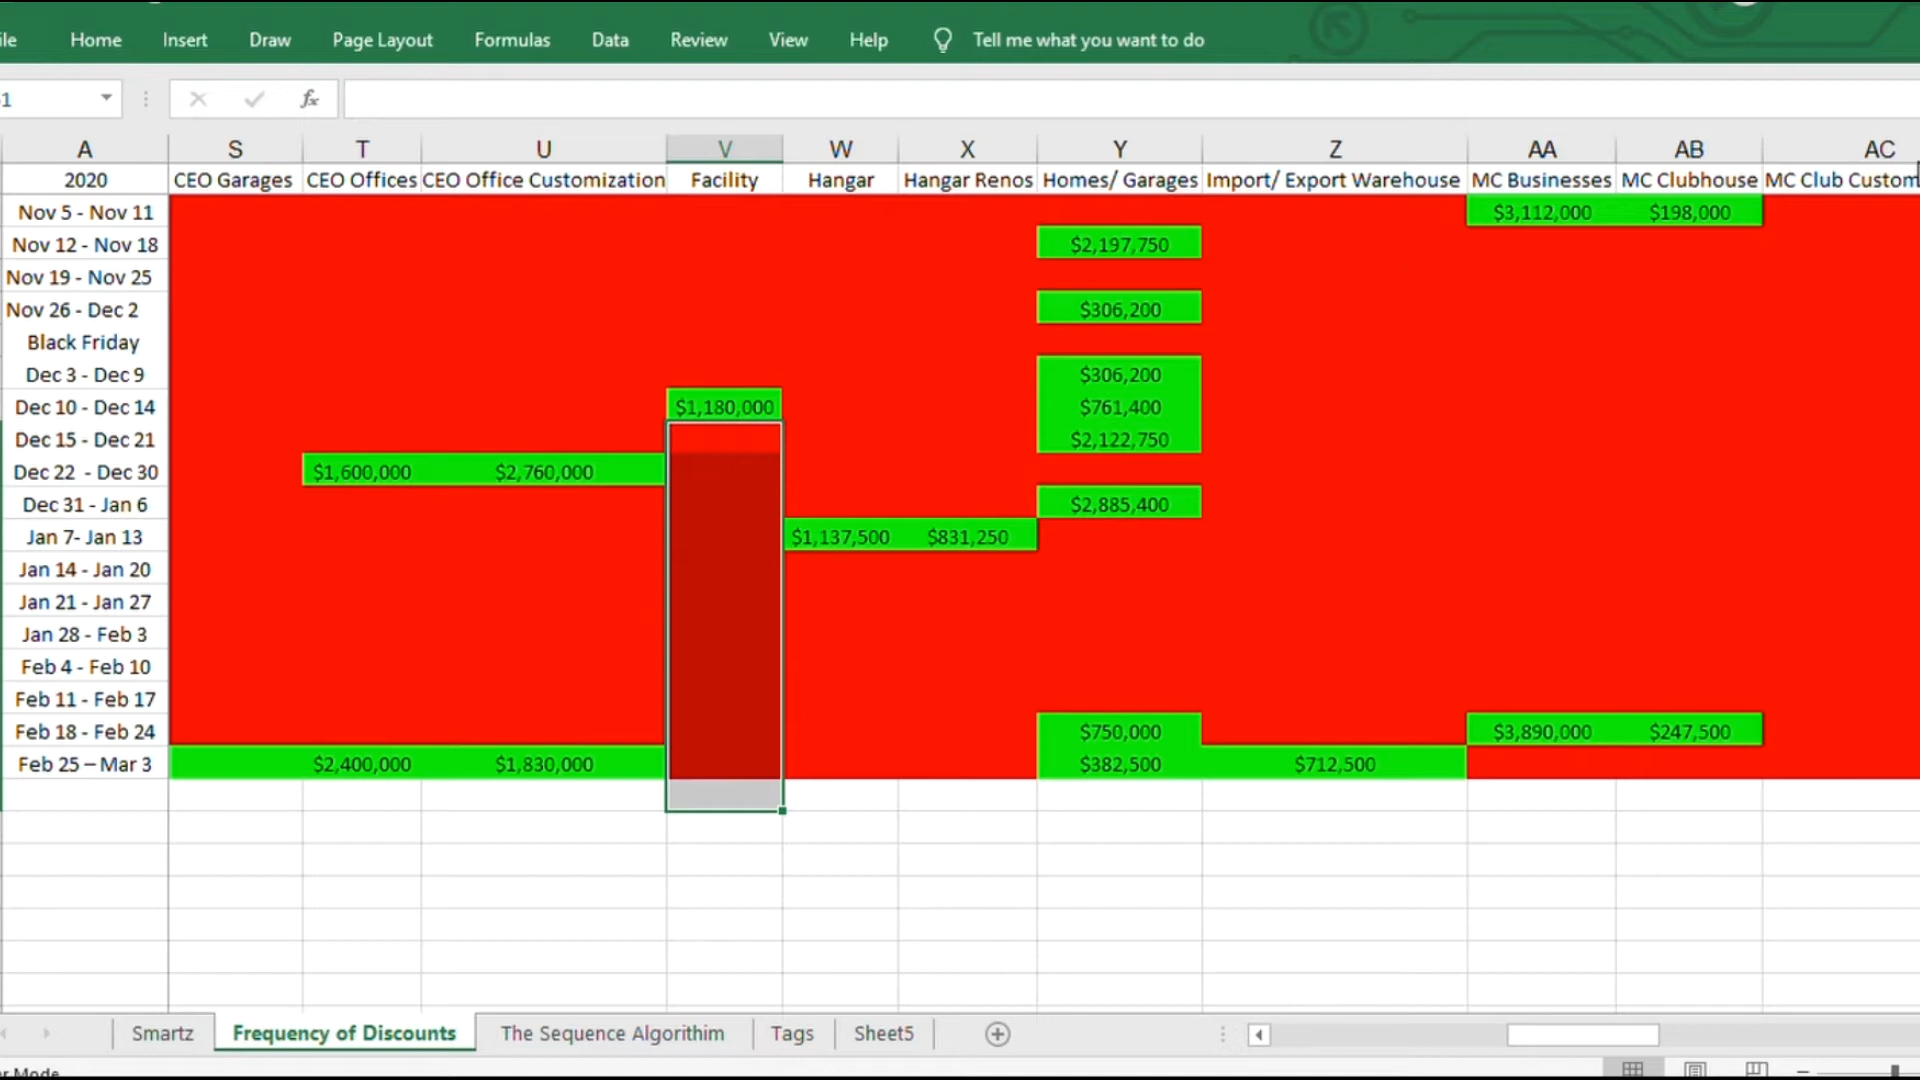 ile Home Insert Draw Page Layout Formulas Data Review View Help Tell me what you want to do
1 fx
A S T U V W X Y Z AA AB AC
2020 CEO Garages CEO Offices CEO Office Customization Facility Hangar Hangar Renos Homes/ Garages Import/ Export Warehouse MC Businesses MC Clubhouse MC Club Custom
Nov 5 - Nov 11 $3,112,000 $198,000
Nov 12 - Nov 18 $2,197,750
Nov 19 - Nov 25
Nov 26 - Dec 2 $306,200
Black Friday
Dec 3 - Dec 9 $306,200
Dec 10 - Dec 14 $1,180,000 $761,400
Dec 15 - Dec 21 $2,122,750
Dec 22 - Dec 30 $1,600,000 $2,760,000
Dec 31 - Jan 6 $2,885,400
Jan 7- Jan 13 $1,137,500 $831,250
Jan 14 - Jan 20
Jan 21 - Jan 27
Jan 28 - Feb 3
Feb 4 - Feb 10
Feb 11 - Feb 17
Feb 18 - Feb 24 $750,000 $3,890,000 $247,500
Feb 25 – Mar 3 $2,400,000 $1,830,000 $382,500 $712,500
Smartz Frequency of Discounts The Sequence Algorithim Tags Sheet5
r Mode